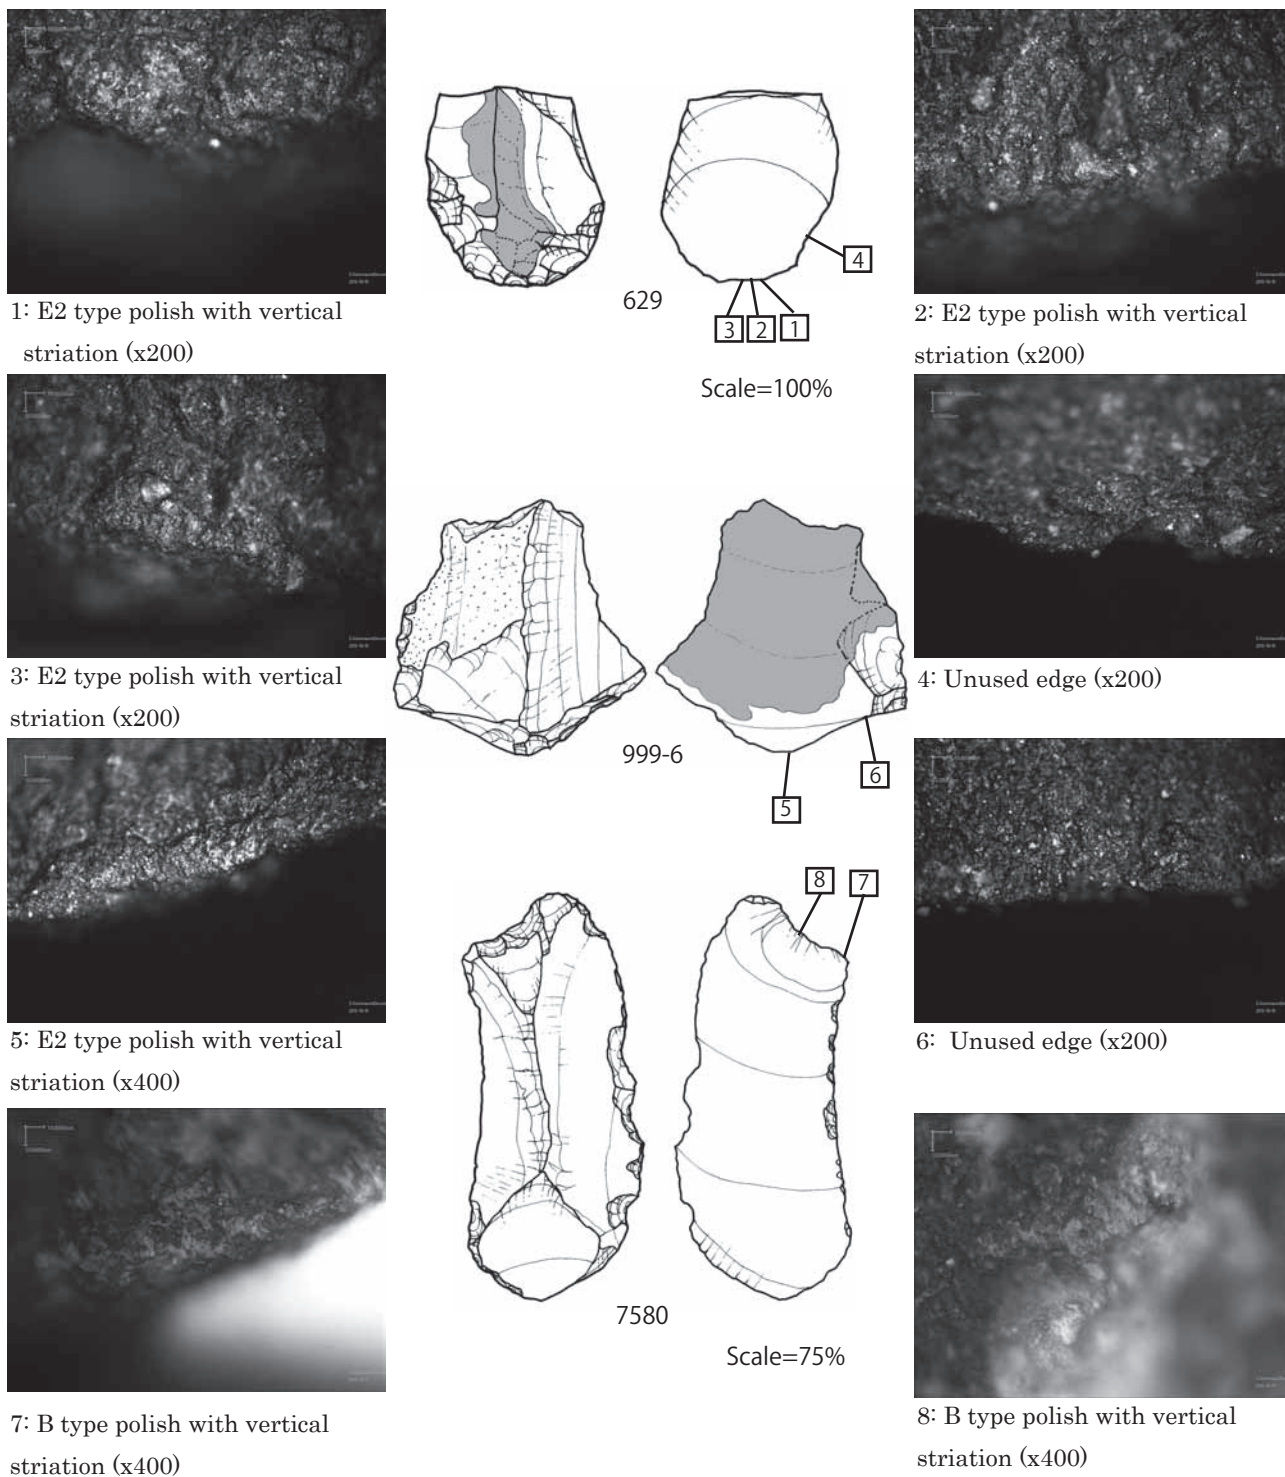 1: E2 type polish with vertical
striation (x200)
629
4
3
2
1
Scale=100%
2: E2 type polish with vertical
striation (x200)
3: E2 type polish with vertical
striation (x200)
999-6
6
5
4: Unused edge (x200)
5: E2 type polish with vertical
striation (x400)
8
7
6: Unused edge (x200)
7580
Scale=75%
7: B type polish with vertical
striation (x400)
8: B type polish with vertical
striation (x400)